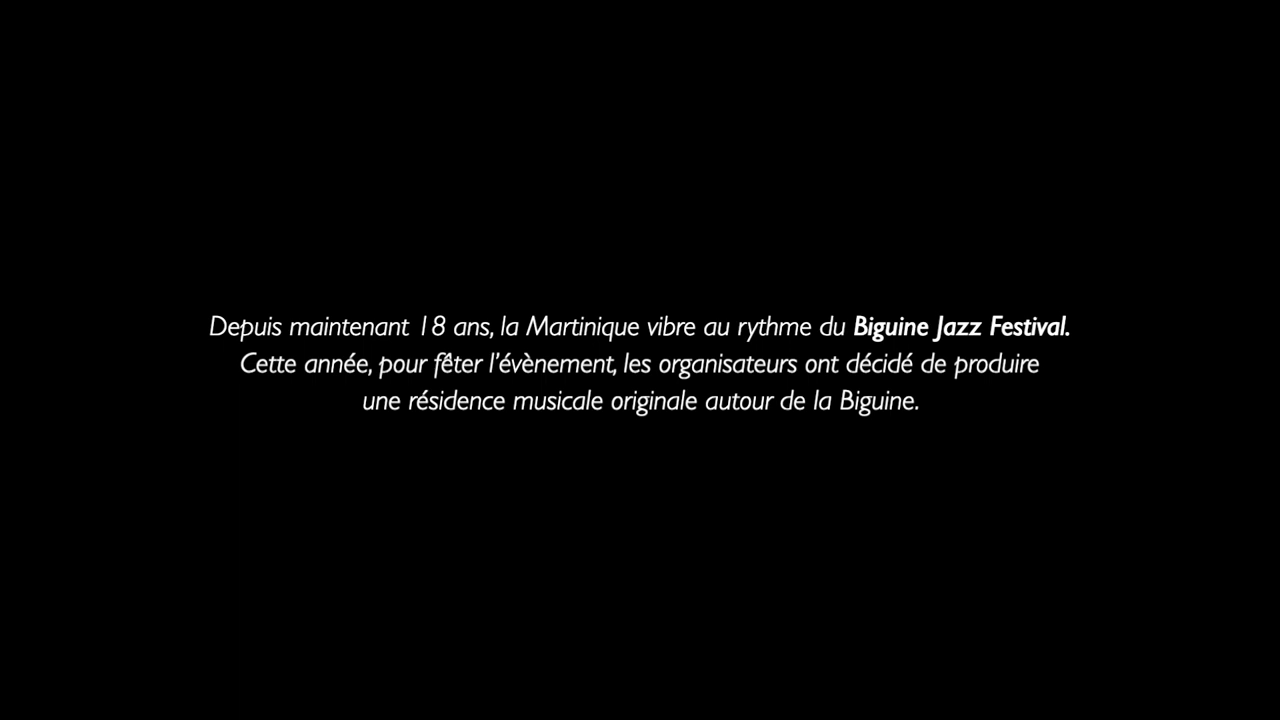 Depuis maintenant 18 ans, la Martinique vibre au rythme du Biguine Jazz Festival.
Cette année, pour fêter l’évènement, les organisateurs ont décidé de produire
une résidence musicale originale autour de la Biguine.